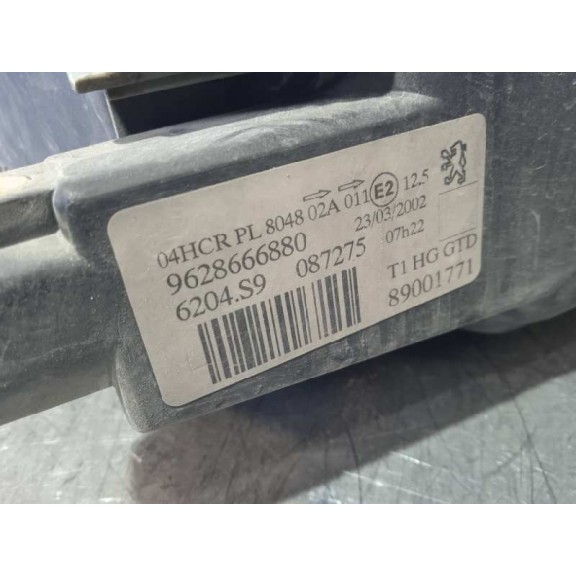 04HCR PL 8048 02A 011 E2 12.5
9628666880 23/03/2002
6204.S9 087275 07h22
T1 HG GTD
89001771